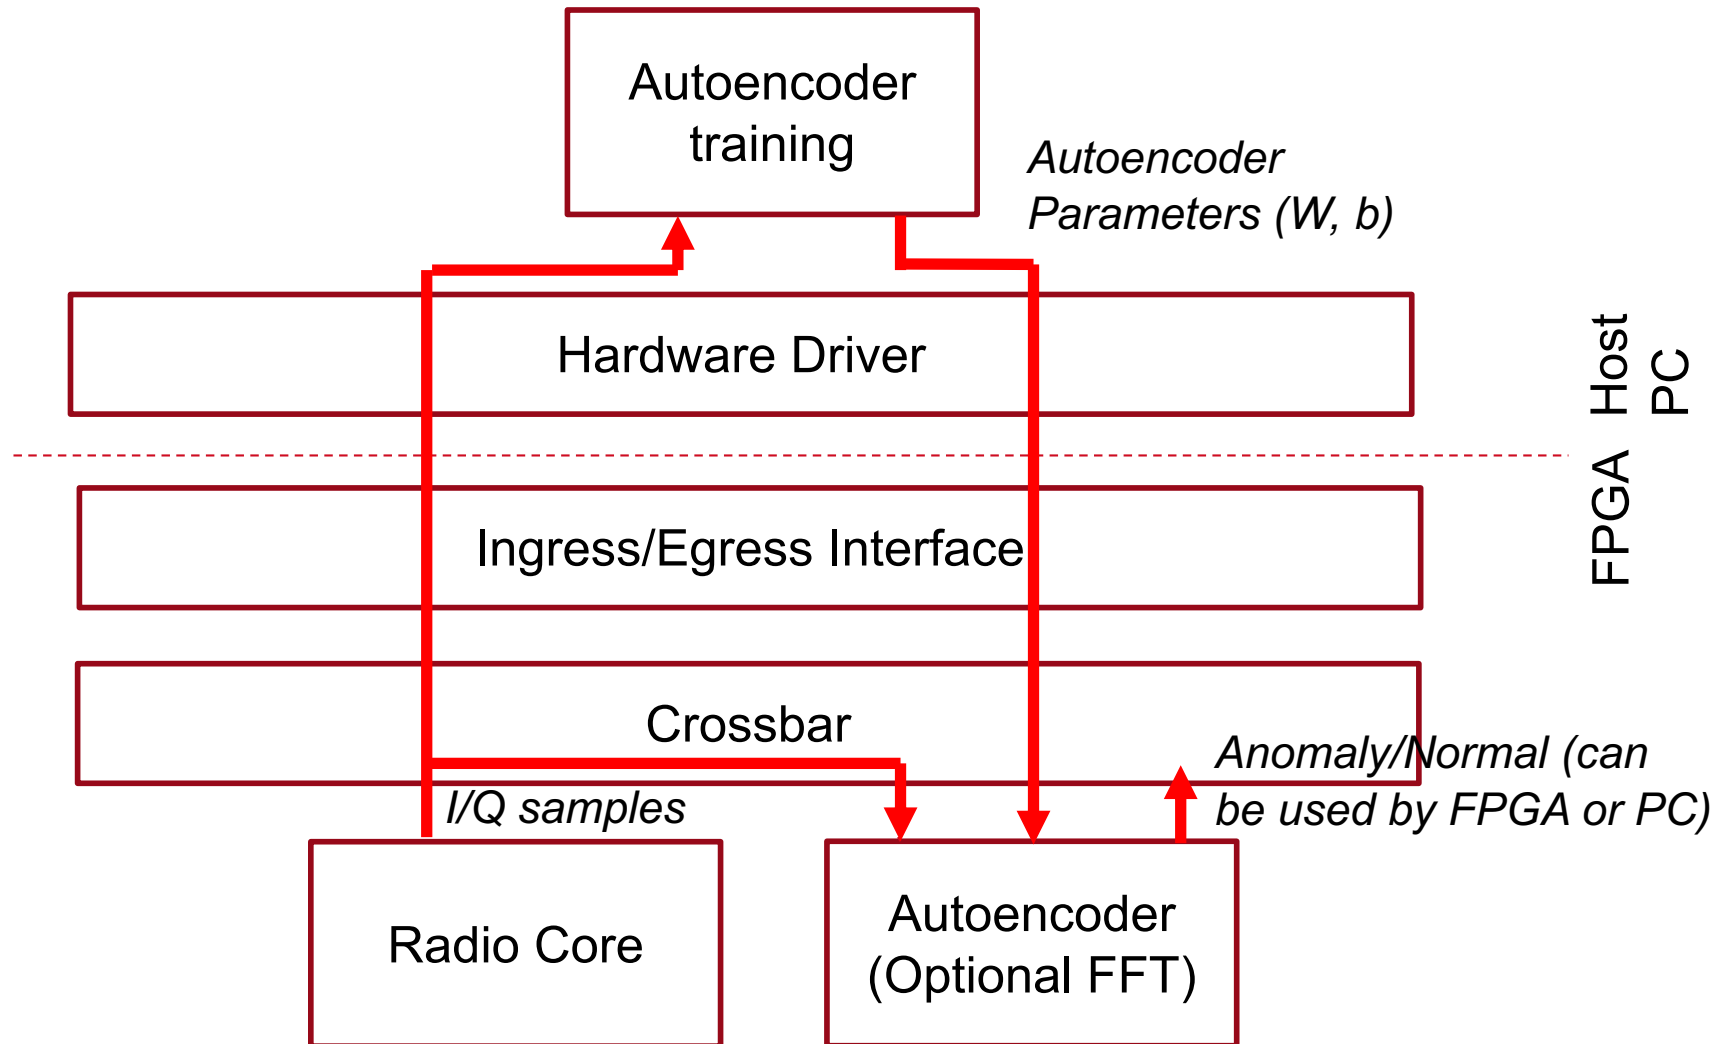 Autoencoder
training
Autoencoder
Parameters (W, b)
Hardware Driver
Host
PC
FPGA
Ingress/Egress Interface
Crossbar
Anomaly/Normal (can
be used by FPGA or PC)
I/Q samples
Radio Core
Autoencoder
(Optional FFT)